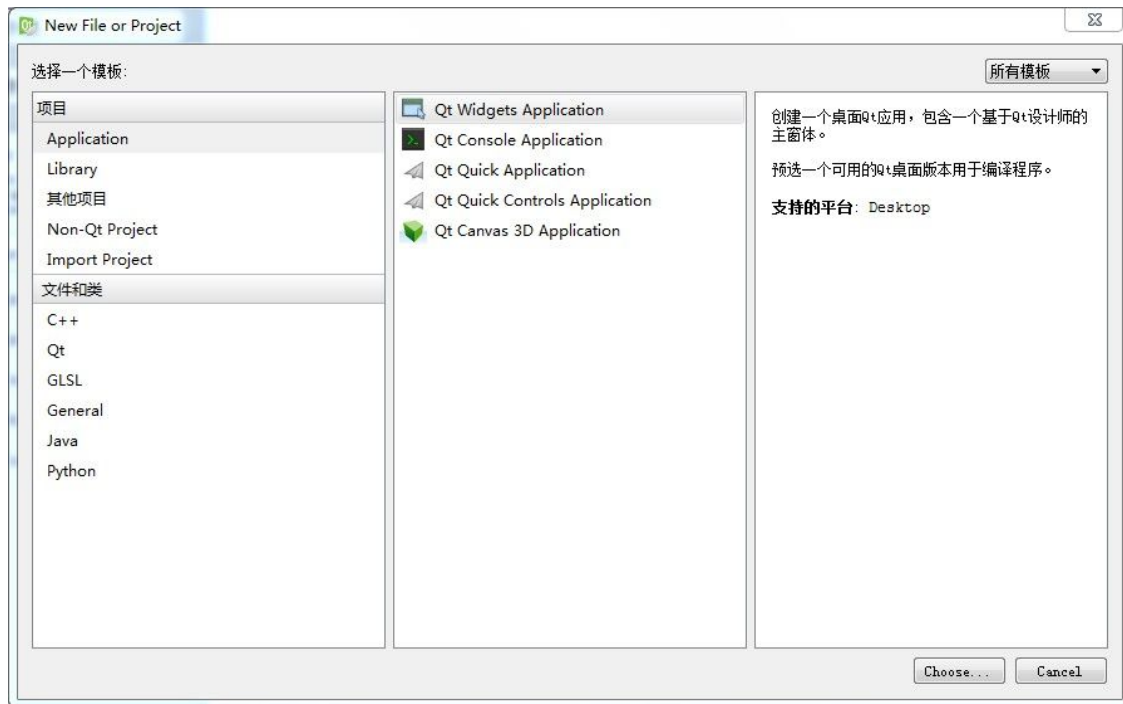 New File or Project
选择一个模板:
所有模板
项目
Application
Library
其他项目
Non-Qt Project
Import Project
文件和类
C++
Qt
GLSL
General
Java
Python
Qt Widgets Application
Qt Console Application
Qt Quick Application
Qt Quick Controls Application
Qt Canvas 3D Application
创建一个桌面Qt应用，包含一个基于Qt设计师的
主窗体。
预选一个可用的Qt桌面版本用于编译程序。
支持的平台: Desktop
Choose...
Cancel